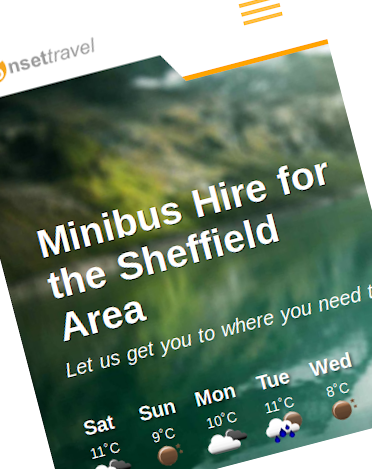 nsettravel
Minibus Hire for
the Sheffield
Area
Let us get you to where you need t
Sat Sun Mon Tue Wed
11°C 9°C 10°C 11°C 8°C